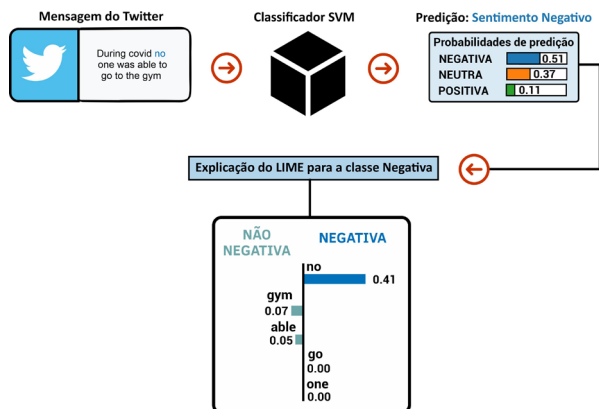 Mensagem do Twitter
During covid no
one was able to
go to the gym
Classificador SVM
Predição: Sentimento Negativo
Probabilidades de predição
NEGATIVA 0.51
NEUTRA 0.37
POSITIVA 0.11
Explicação do LIME para a classe Negativa
NÃO
NEGATIVA
NEGATIVA
no
0.41
gym
0.07
able
0.05
go
0.00
one
0.00